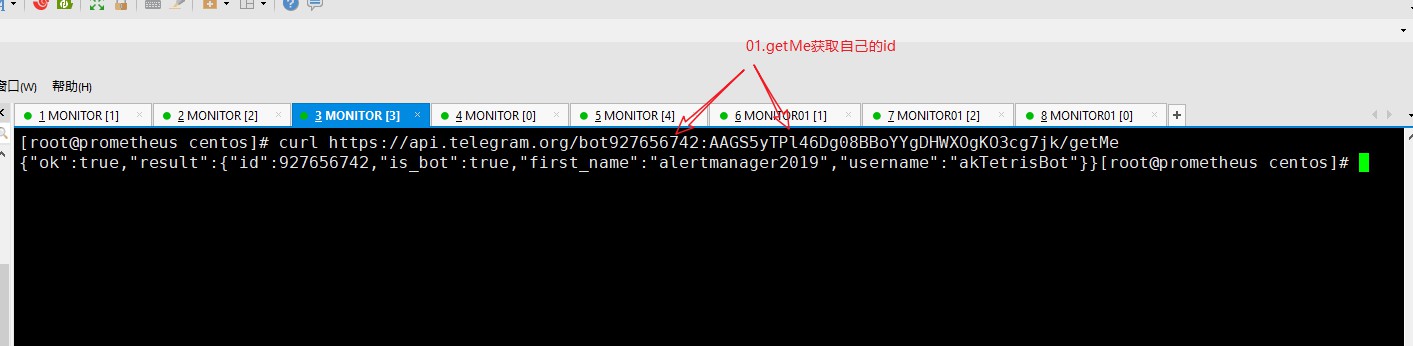 01.getMe获取自己的id
窗口(W) 帮助(H)
1 MONITOR [1] 2 MONITOR [2] 3 MONITOR [3] 4 MONITOR [0] 5 MONITOR [4] 6 MONITOR01 [1] 7 MONITOR01 [2] 8 MONITOR01 [0]
[root@prometheus centos]# curl https://api.telegram.org/bot927656742:AAGS5yTPl46Dg08BBoYYgDHWXOgKO3cg7jk/getMe
{"ok":true,"result":{"id":927656742,"is_bot":true,"first_name":"alertmanager2019","username":"akTetrisBot"}}[root@prometheus centos]#